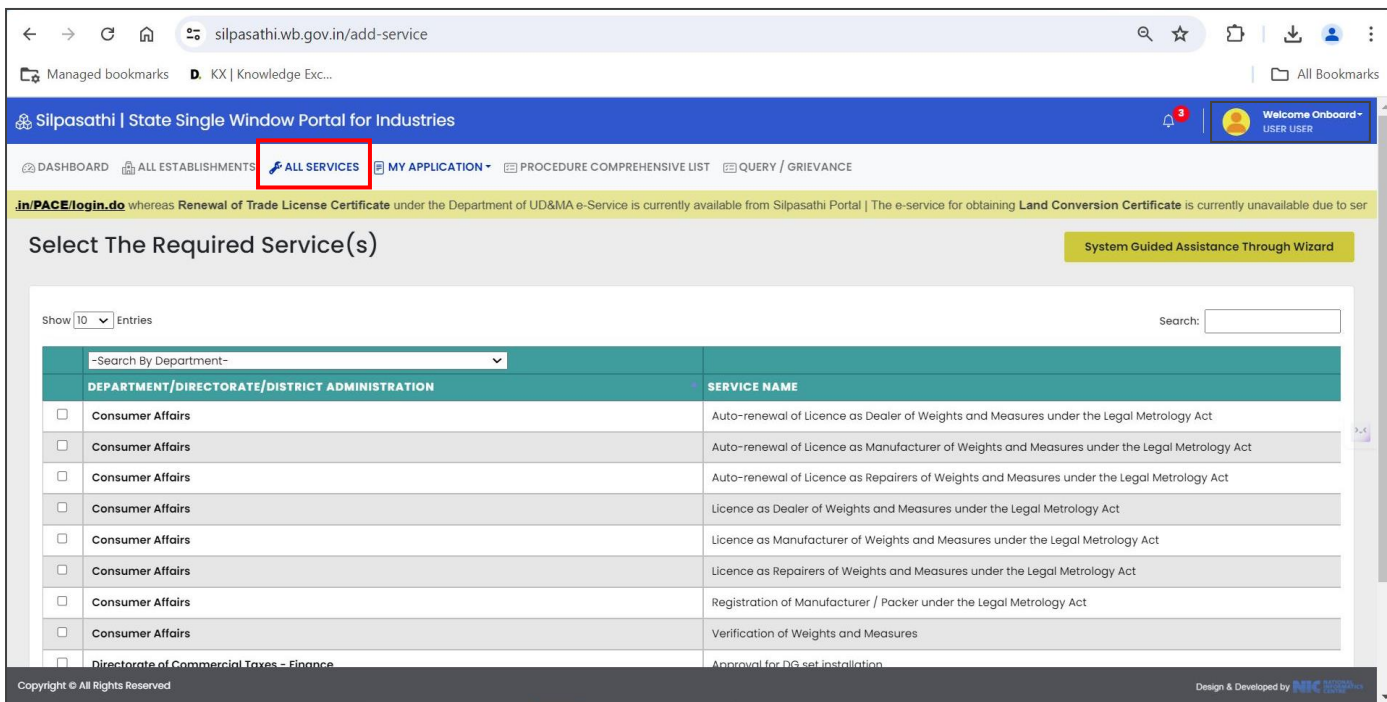 silpasathi.wb.gov.in/add-service
Managed bookmarks D. KX | Knowledge Exc... All Bookmarks
Silpasathi | State Single Window Portal for Industries 3 Welcome Onboard
USER USER
DASHBOARD ALL ESTABLISHMENTS ALL SERVICES MY APPLICATION PROCEDURE COMPREHENSIVE LIST QUERY / GRIEVANCE
.in/PACE/login.do whereas Renewal of Trade License Certificate under the Department of UD&MA e-Service is currently available from Silpasathi Portal | The e-service for obtaining Land Conversion Certificate is currently unavailable due to ser
Select The Required Service(s) System Guided Assistance Through Wizard
Show 10 Entries Search:
-Search By Department-
DEPARTMENT/DIRECTORATE/DISTRICT ADMINISTRATION SERVICE NAME
Consumer Affairs Auto-renewal of Licence as Dealer of Weights and Measures under the Legal Metrology Act
Consumer Affairs Auto-renewal of Licence as Manufacturer of Weights and Measures under the Legal Metrology Act
Consumer Affairs Auto-renewal of Licence as Repairers of Weights and Measures under the Legal Metrology Act
Consumer Affairs Licence as Dealer of Weights and Measures under the Legal Metrology Act
Consumer Affairs Licence as Manufacturer of Weights and Measures under the Legal Metrology Act
Consumer Affairs Licence as Repairers of Weights and Measures under the Legal Metrology Act
Consumer Affairs Registration of Manufacturer / Packer under the Legal Metrology Act
Consumer Affairs Verification of Weights and Measures
Directorate of Commercial Taxes - Finance Approval for DG set installation
Copyright © All Rights Reserved Design & Developed by NIC